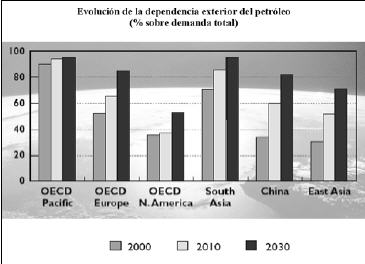 Evolución de la dependencia exterior del petróleo
(% sobre demanda total)
100
80
60
40
20
0
OECD Pacific
OECD Europe
OECD N. America
South Asia
China
East Asia
2000
2010
2030